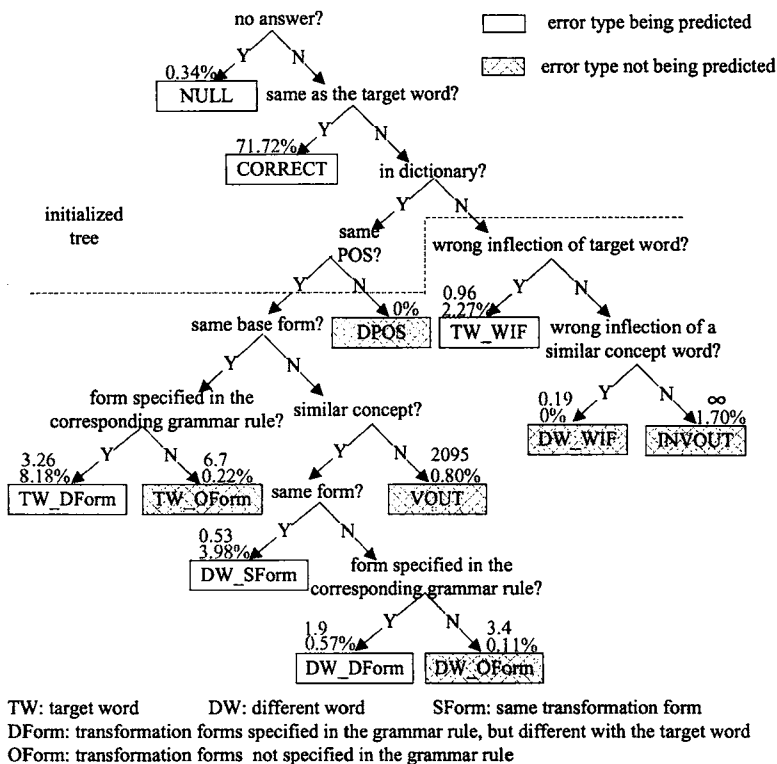 no answer?
error type being predicted
Y N
0.34%
NULL
error type not being predicted
same as the target word?
Y N
71.72%
CORRECT
in dictionary?
initialized
tree
Y N
same
POS?
wrong inflection of target word?
Y N
0%
DPOS
0.96
2.27%
TW_WIF
Y N
same base form?
wrong inflection of a
similar concept word?
Y N
form specified in the
corresponding grammar rule?
similar concept?
Y N
0.19
0%
DW_WIF
∞
1.70%
INVOUT
Y N
3.26
8.18%
TW_DForm
6.7
0.22%
TW_OForm
Y N
same form?
2095
0.80%
VOUT
Y N
0.53
3.98%
DW_SForm
form specified in the
corresponding grammar rule?
Y N
1.9
0.57%
DW_DForm
3.4
0.11%
DW_OForm
TW: target word DW: different word SForm: same transformation form
DForm: transformation forms specified in the grammar rule, but different with the target word
OForm: transformation forms not specified in the grammar rule